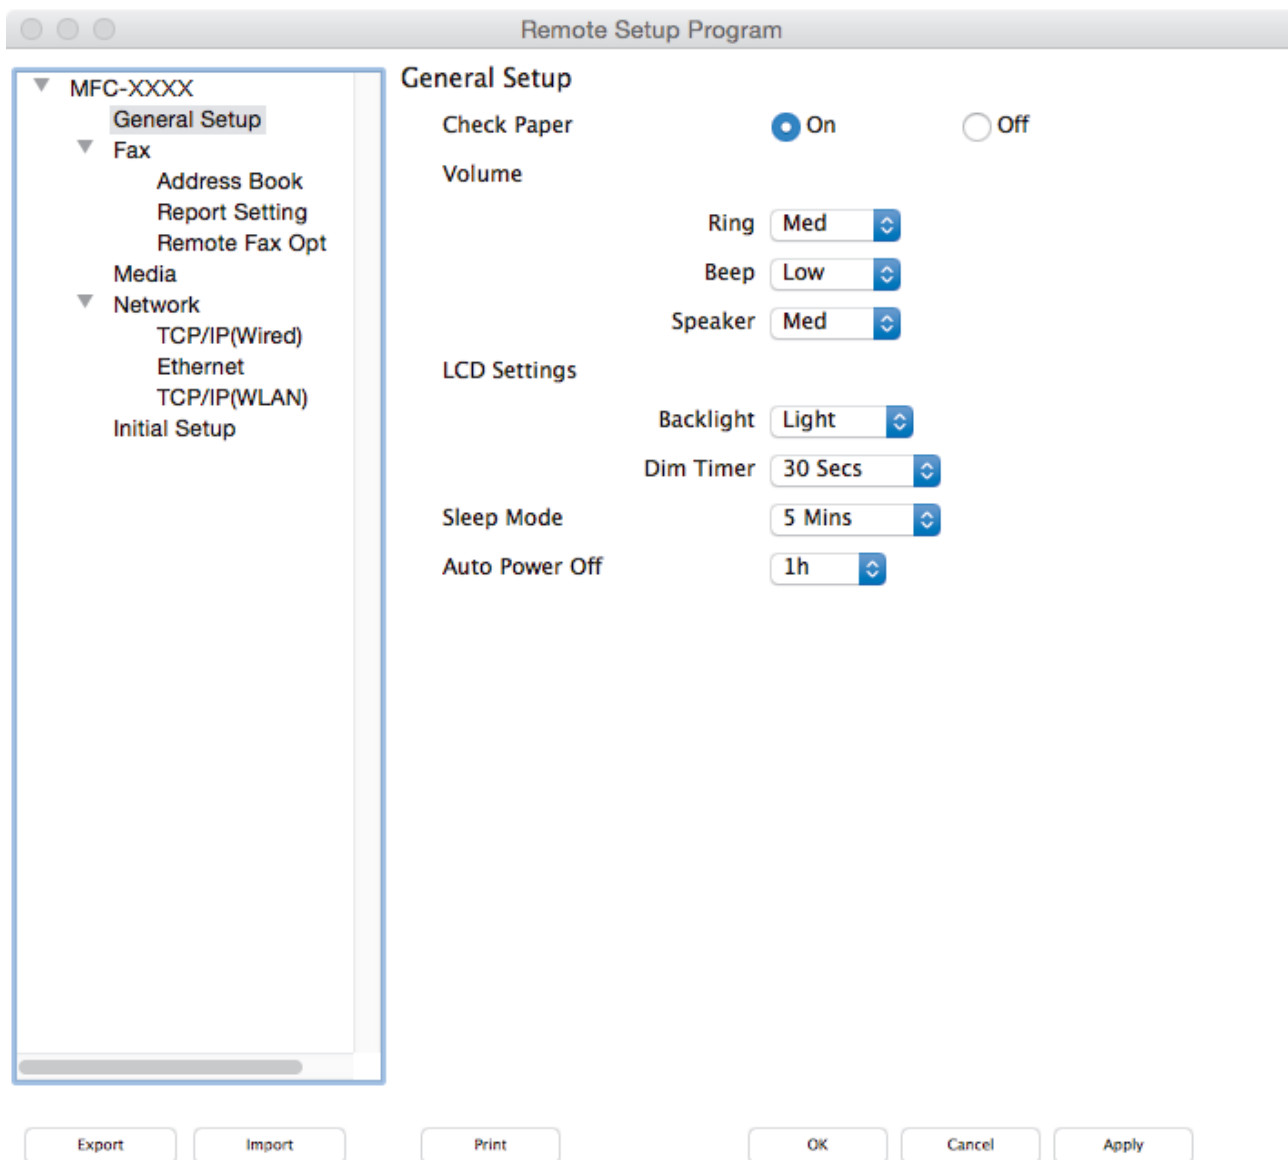 Remote Setup Program
MFC-XXXX
General Setup
Fax
Address Book
Report Setting
Remote Fax Opt
Media
Network
TCP/IP(Wired)
Ethernet
TCP/IP(WLAN)
Initial Setup
General Setup
Check Paper On Off
Volume
Ring Med
Beep Low
Speaker Med
LCD Settings
Backlight Light
Dim Timer 30 Secs
Sleep Mode 5 Mins
Auto Power Off 1h
Export Import Print OK Cancel Apply